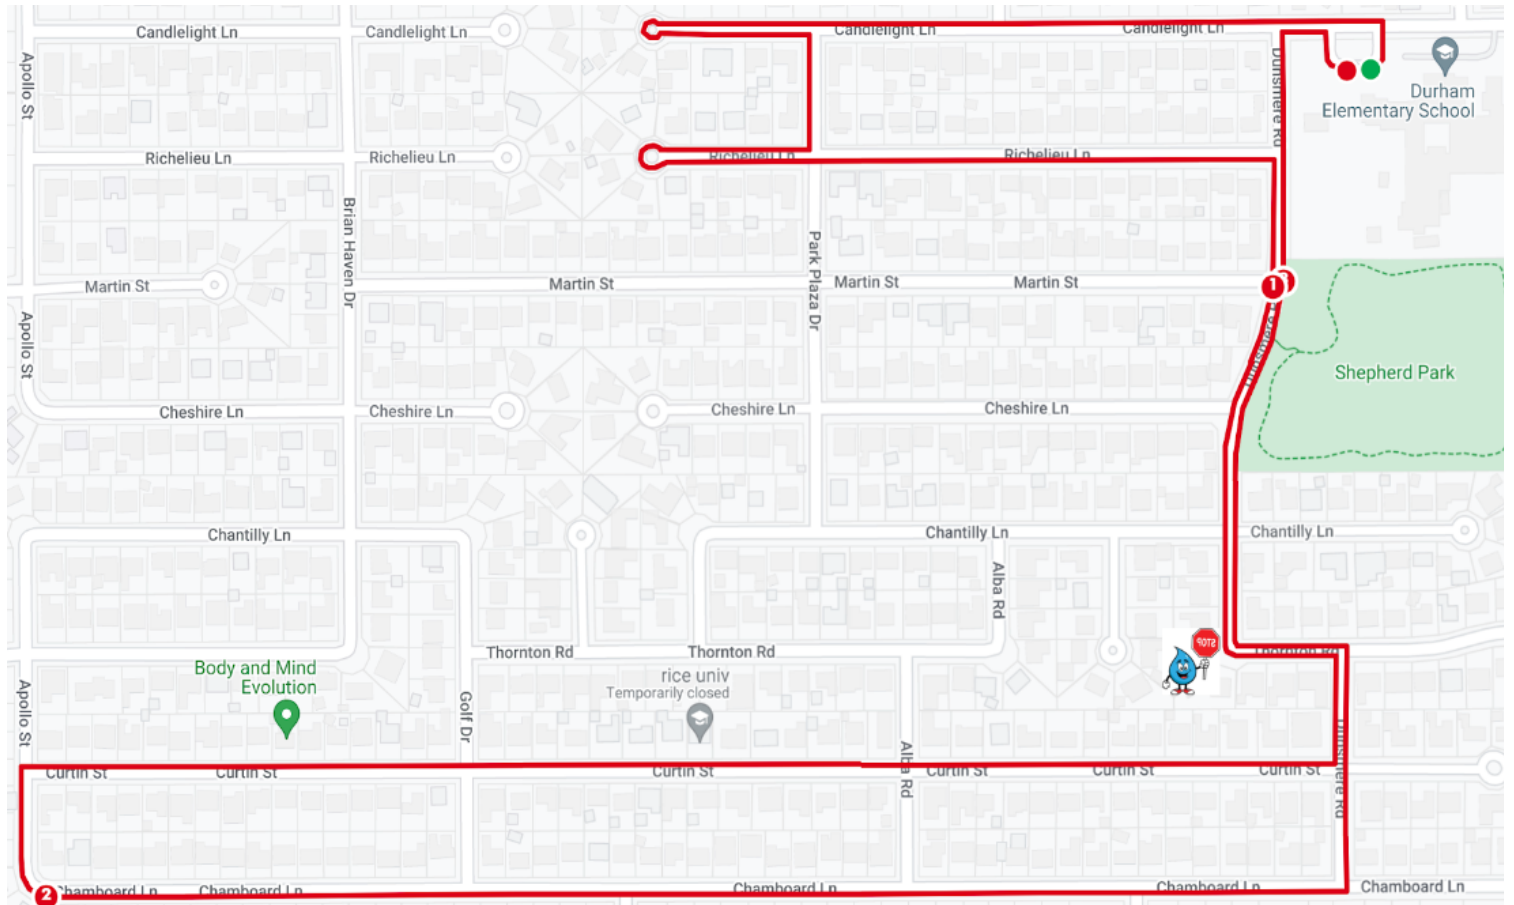 Candlelight Ln
Candlelight Ln
Candlelight Ln
Candlelight Ln
Apollo St
Dunsmere Rd
Durham
Elementary School
Richelieu Ln
Richelieu Ln
Richelieu Ln
Richelieu Ln
Brian Haven Dr
Park Plaza Dr
Martin St
Martin St
Martin St
Martin St
1
Apollo St
Dunsmere
Shepherd Park
Cheshire Ln
Cheshire Ln
Cheshire Ln
Cheshire Ln
Chantilly Ln
Chantilly Ln
Chantilly Ln
Alba Rd
STOP
Thornton Rd
Thornton Rd
Thornton Rd
Body and Mind
Evolution
rice univ
Temporarily closed
Apollo St
Golf Dr
Alba Rd
Dunsmere Rd
Curtin St
Curtin St
Curtin St
Curtin St
Curtin St
Curtin St
2
Chamboard Ln
Chamboard Ln
Chamboard Ln
Chamboard Ln
Chamboard Ln